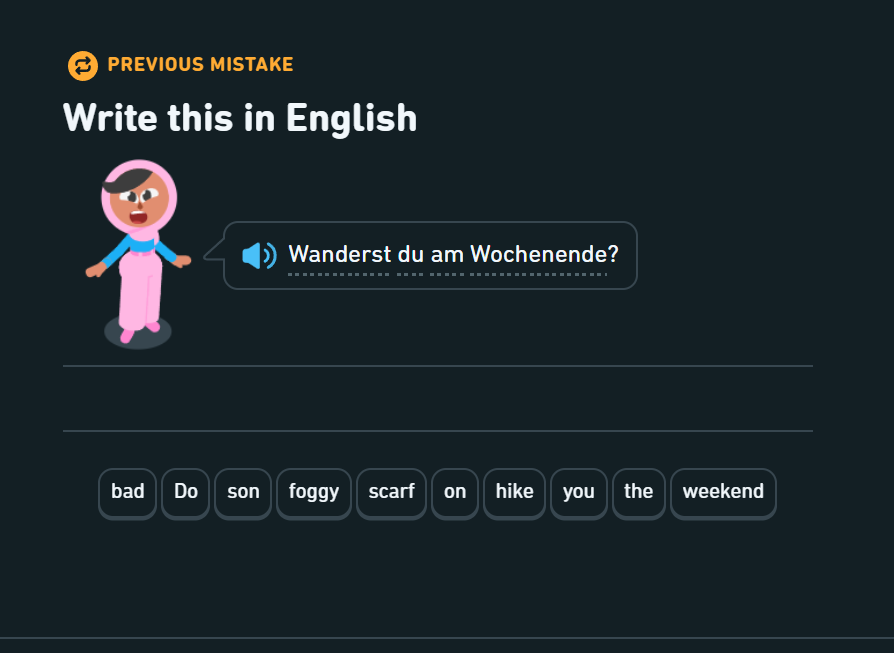 PREVIOUS MISTAKE
Write this in English
Wanderst du am Wochenende?
bad Do son foggy scarf on hike you the weekend